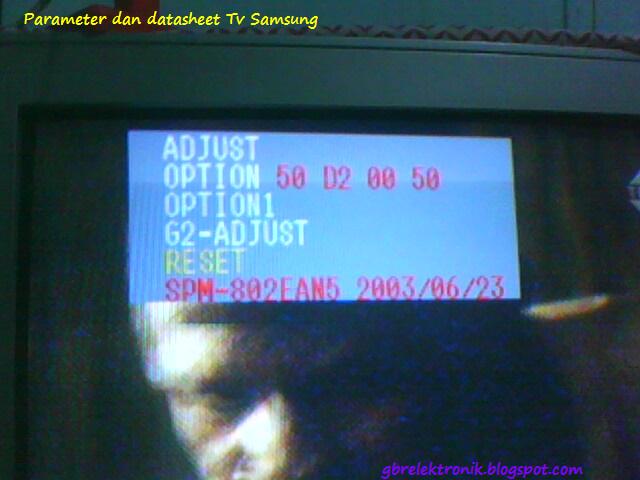 Parameter dan datasheet Tv Samsung
ADJUST
OPTION 50 D2 00 50
OPTION1
G2-ADJUST
RESET
SPM-802EAN5 2003/06/23
gbrelektronik.blogspot.com